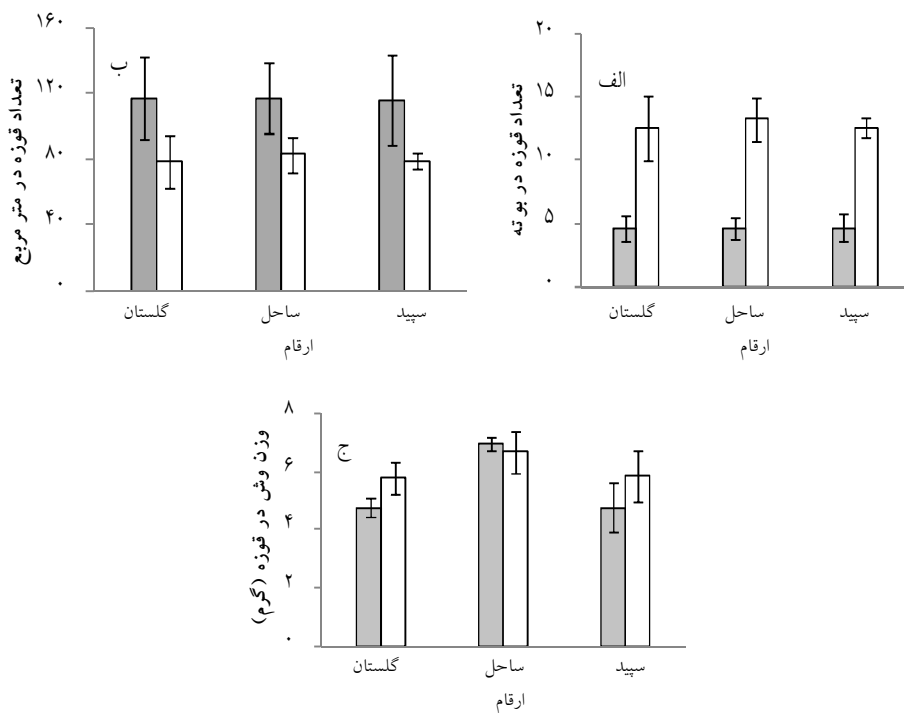 الف
تعداد قوزه در بوته
۲۰
۱۵
۱۰
۵
۰
گلستان
ساحل
سپید
ارقام
ب
تعداد قوزه در متر مربع
۱۶۰
۱۲۰
۸۰
۴۰
۰
گلستان
ساحل
سپید
ارقام
ج
وزن وش در قوزه (گرم)
۸
۶
۴
۲
۰
گلستان
ساحل
سپید
ارقام